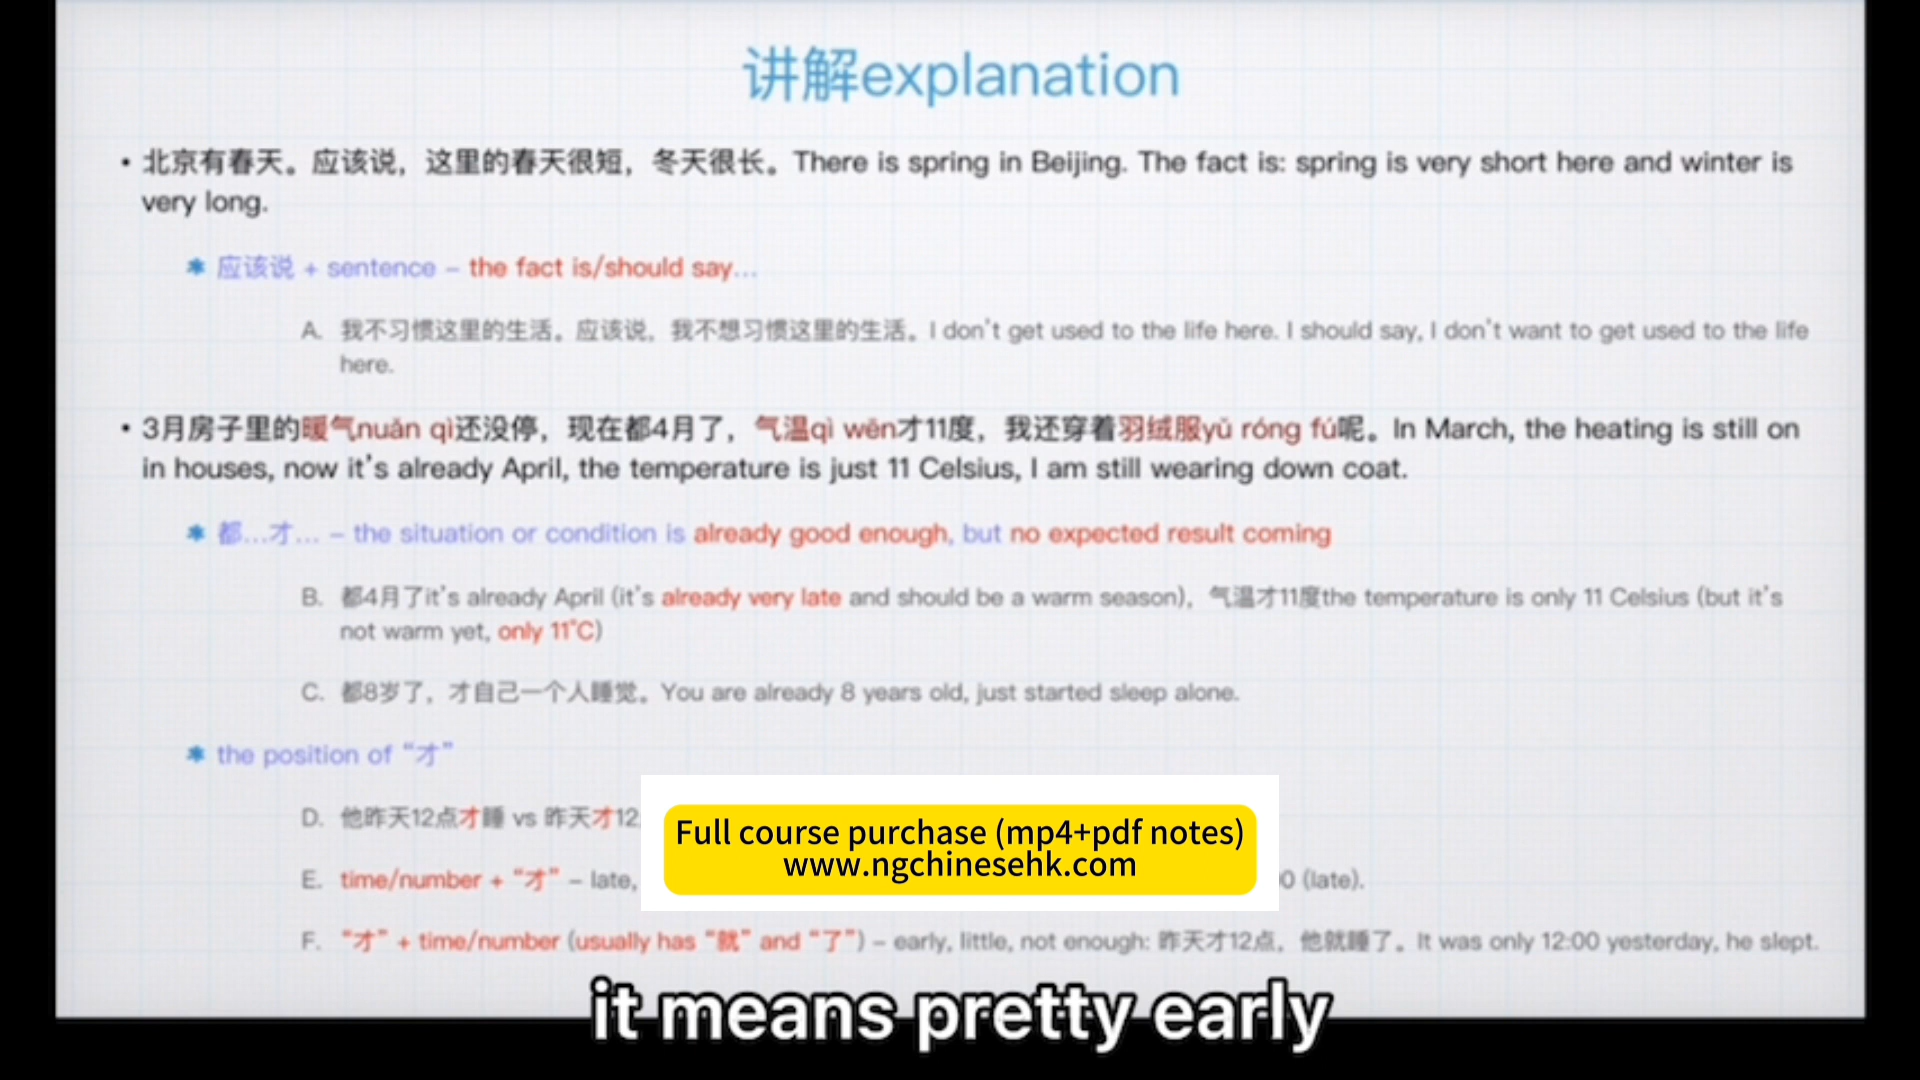 讲解explanation
• 北京有春天。应该说，这里的春天很短，冬天很长。There is spring in Beijing. The fact is: spring is very short here and winter is
very long.
✱ 应该说 + sentence – the fact is/should say…
A. 我不习惯这里的生活。应该说，我不想习惯这里的生活。I don't get used to the life here. I should say, I don't want to get used to the life
here.
• 3月房子里的暖气nuǎn qì还没停，现在都4月了，气温qì wēn才11度，我还穿着羽绒服yǔ róng fú呢。In March, the heating is still on
in houses, now it's already April, the temperature is just 11 Celsius, I am still wearing down coat.
✱ 都…才… – the situation or condition is already good enough, but no expected result coming
B. 都4月了it's already April (it's already very late and should be a warm season)，气温才11度the temperature is only 11 Celsius (but it's
not warm yet, only 11°C)
C. 都8岁了，才自己一个人睡觉。You are already 8 years old, just started sleep alone.
✱ the position of “才”
D. 他昨天12点才睡 vs 昨天才12
E. time/number + “才” – late, 0 (late).
F. “才” + time/number (usually has “就” and “了”) – early, little, not enough: 昨天才12点，他就睡了。It was only 12:00 yesterday, he slept.
Full course purchase (mp4+pdf notes)
www.ngchinesehk.com
it means pretty early